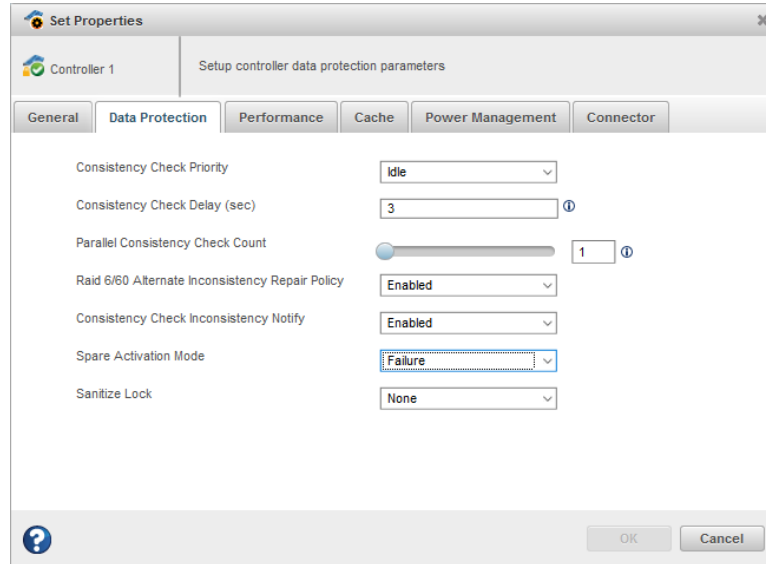 Set Properties
Controller 1
Setup controller data protection parameters
General Data Protection Performance Cache Power Management Connector
Consistency Check Priority Idle
Consistency Check Delay (sec) 3
Parallel Consistency Check Count 1
Raid 6/60 Alternate Inconsistency Repair Policy Enabled
Consistency Check Inconsistency Notify Enabled
Spare Activation Mode Failure
Sanitize Lock None
OK Cancel